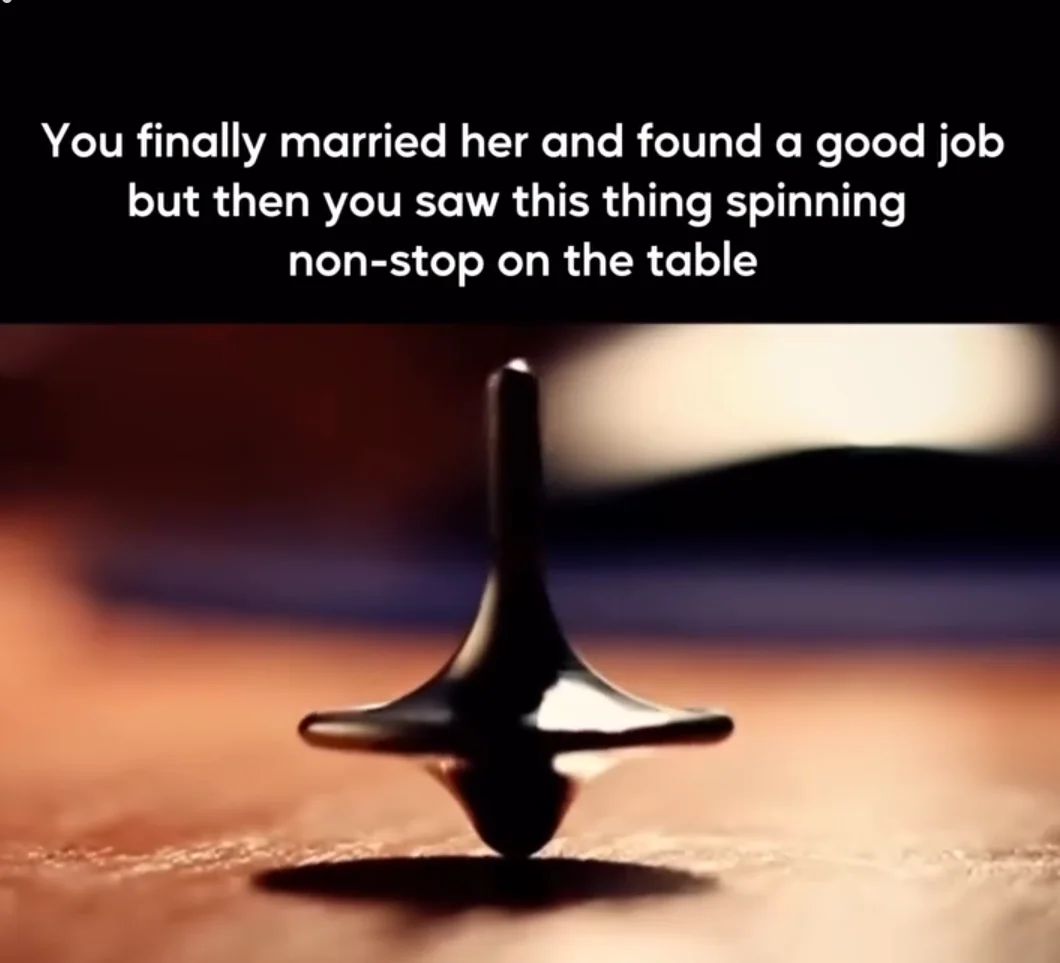 You finally married her and found a good job
but then you saw this thing spinning
non-stop on the table